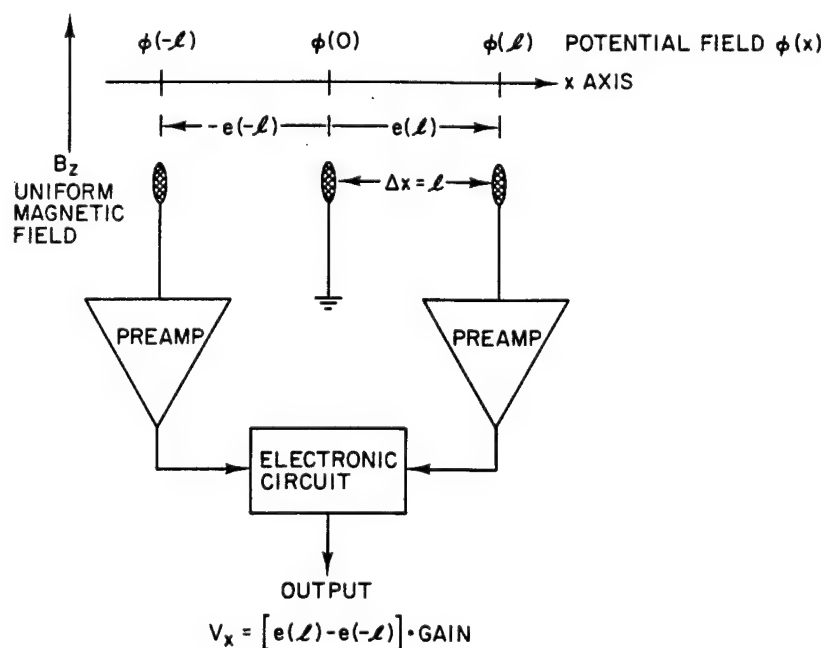 ϕ(-ℓ) ϕ(0) ϕ(ℓ) POTENTIAL FIELD ϕ(x)
x AXIS
-e(-ℓ) e(ℓ)
B_z
UNIFORM
MAGNETIC
FIELD
Δx = ℓ
PREAMP PREAMP
ELECTRONIC
CIRCUIT
OUTPUT
V_x = [e(ℓ) - e(-ℓ)] • GAIN